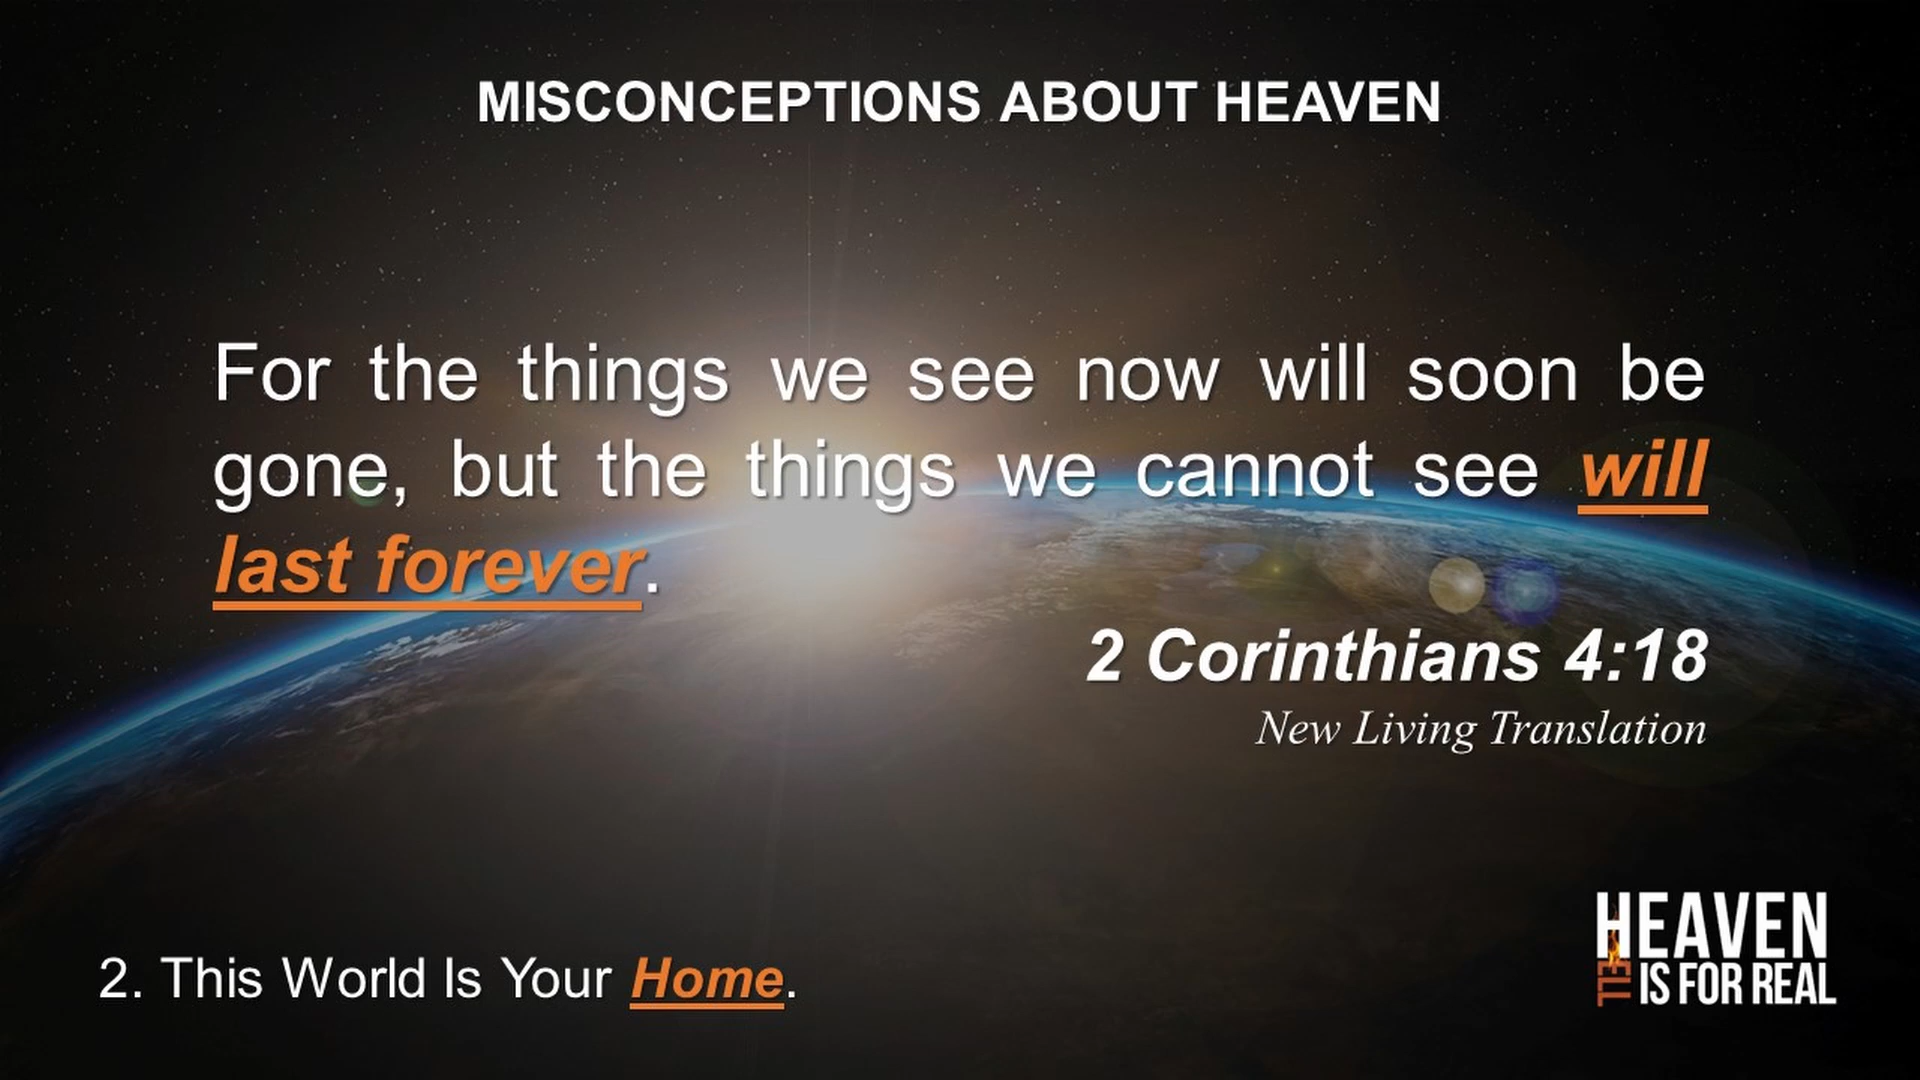 MISCONCEPTIONS ABOUT HEAVEN
For the things we see now will soon be
gone, but the things we cannot see will
last forever.
2 Corinthians 4:18
New Living Translation
2. This World Is Your Home.
HEAVEN
HELL
IS FOR REAL